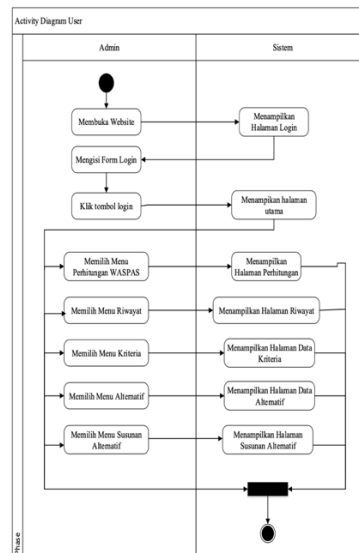 Activity Diagram User
Admin
Sistem
Membuka Website
Menampilkan
Halaman Login
Mengisi Form Login
Klik tombol login
Menampikan halaman
utama
Memilih Menu
Perhitungan WASPAS
Menampilkan
Halaman Perhitungan
Memilih Menu Riwayat
Menampilkan Halaman Riwayat
Memilih Menu Kriteria
Menampilkan Halaman Data
Kriteria
Memilih Menu Alternatif
Menampilkan Halaman Data
Alternatif
Memilih Menu Susunan
Alternatif
Menampilkan Halaman
Susunan Alternatif
Phase